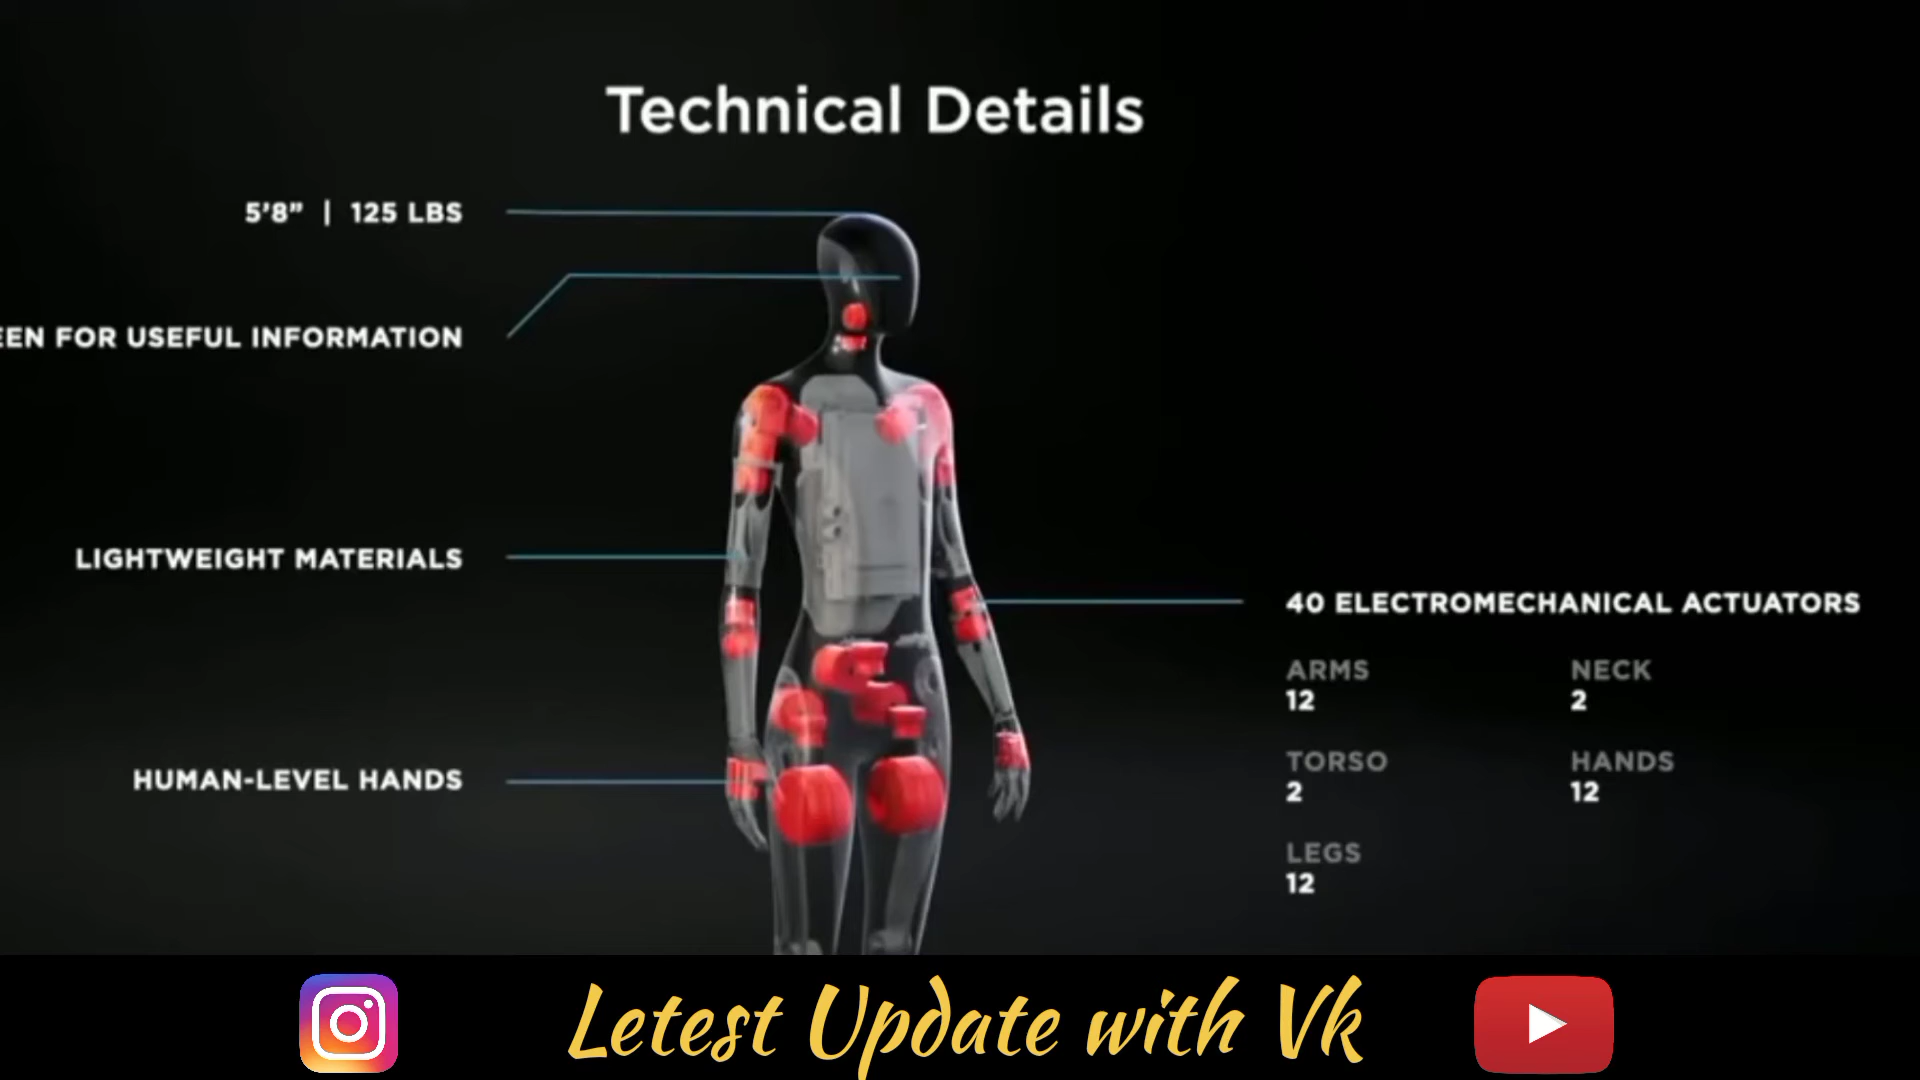 Technical Details
5'8” | 125 LBS
FOR USEFUL INFORMATION
LIGHTWEIGHT MATERIALS
HUMAN-LEVEL HANDS
40 ELECTROMECHANICAL ACTUATORS
ARMS
12
NECK
2
TORSO
2
HANDS
12
LEGS
12
Letest Update with Vk